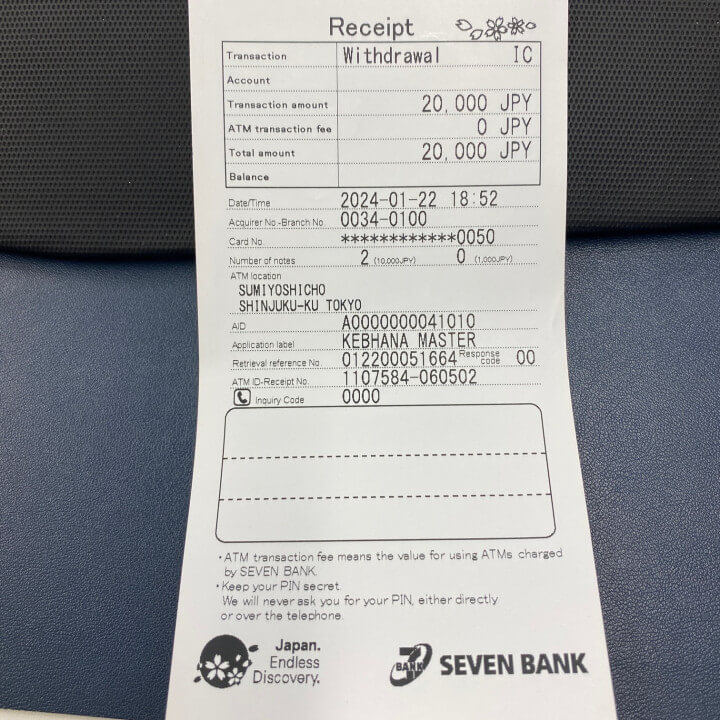 Receipt
Transaction Withdrawal IC
Account
Transaction amount 20,000 JPY
ATM transaction fee 0 JPY
Total amount 20,000 JPY
Balance
Date/Time 2024-01-22 18:52
Acquirer No.-Branch No. 0034-0100
Card No. ************0050
Number of notes 2 (10,000JPY) 0 (1,000JPY)
ATM location
SUMIYOSHICHO
SHINJUKU-KU TOKYO
AID A0000000041010
Application label KEBHANA MASTER
Retrieval reference No. 012200051664 Response code 00
ATM ID-Receipt No. 1107584-060502
Inquiry Code 0000
・ATM transaction fee means the value for using ATMs charged
by SEVEN BANK.
・Keep your PIN secret.
We will never ask you for your PIN, either directly
or over the telephone.
Japan.
Endless
Discovery.
7 BANK SEVEN BANK